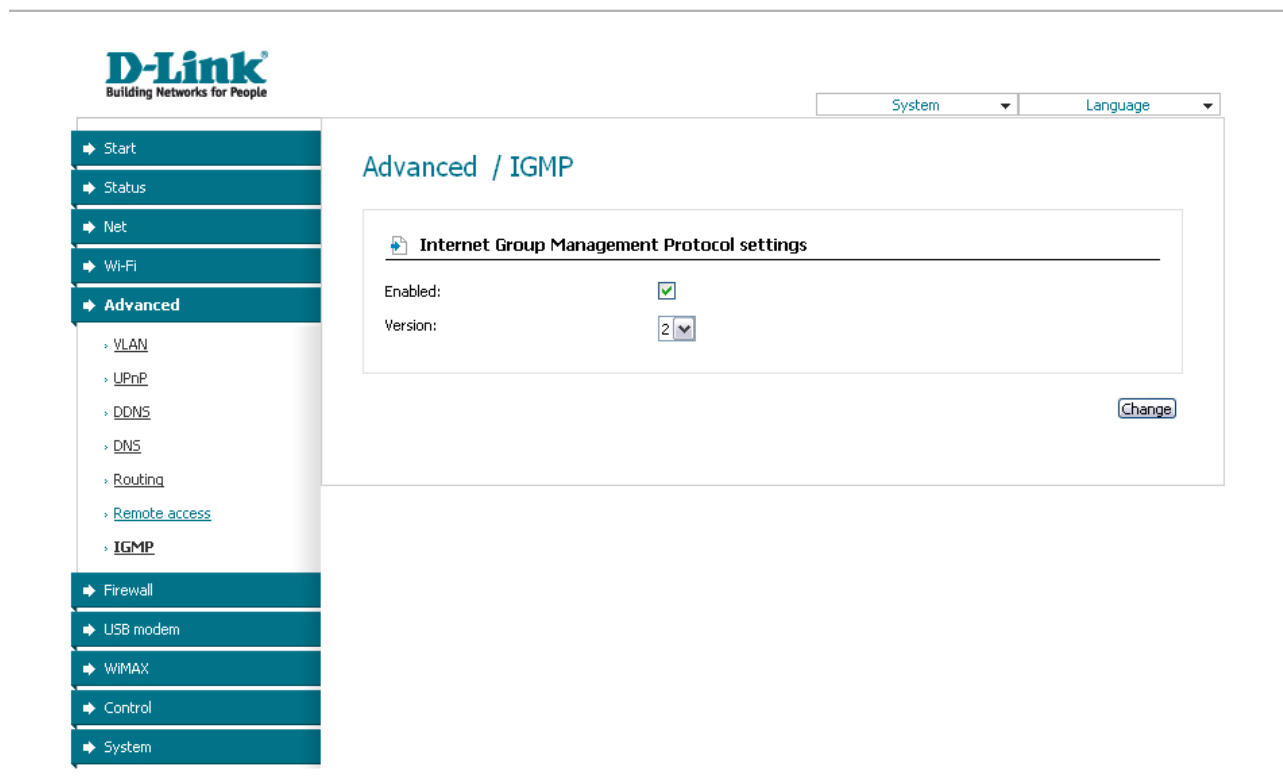 D-Link®
Building Networks for People
System Language
Start
Status
Net
Wi-Fi
Advanced
VLAN
UPnP
DDNS
DNS
Routing
Remote access
IGMP
Firewall
USB modem
WiMAX
Control
System
Advanced / IGMP
Internet Group Management Protocol settings
Enabled:
Version: 2
Change